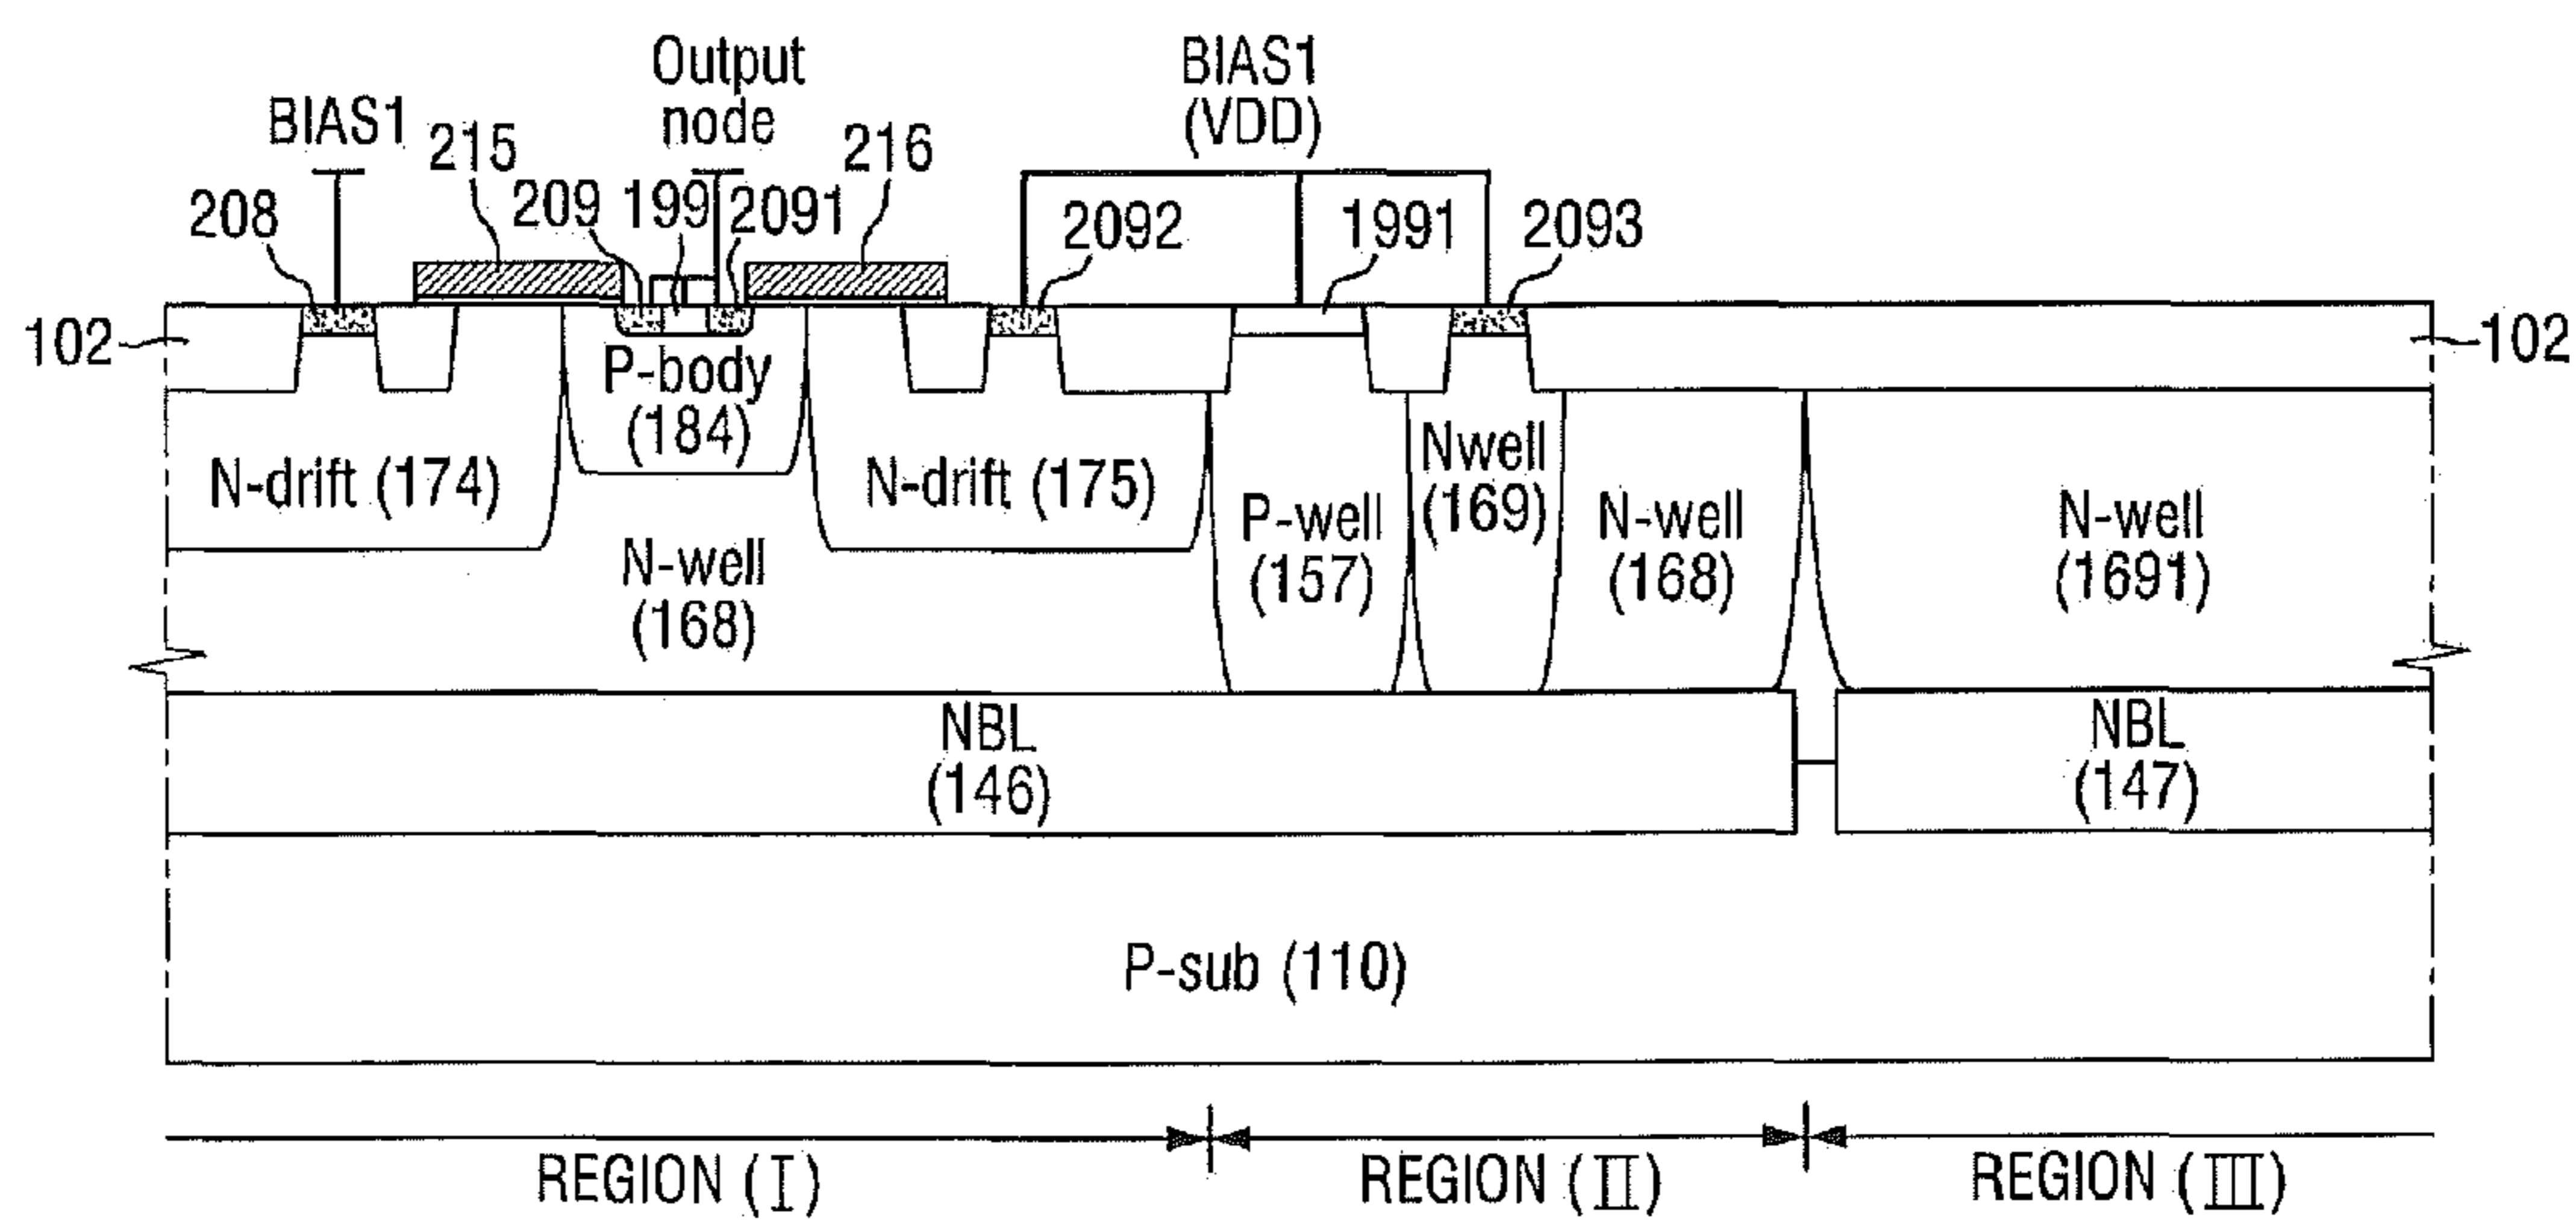 Output
node
BIAS1
BIAS1
(VDD)
215
216
208
209
199
2091
2092
1991
2093
102
102
P-body
(184)
N-drift (174)
N-drift (175)
N-well
(168)
P-well
(157)
Nwell
(169)
N-well
(168)
N-well
(1691)
NBL
(146)
NBL
(147)
P-sub (110)
REGION (I)
REGION (II)
REGION (III)